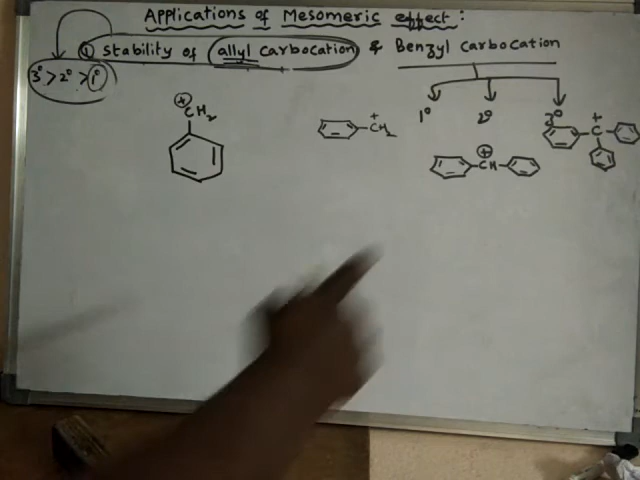 Applications of Mesomeric effect :
① stability of allyl carbocation & Benzyl carbocation
3° > 2° > 1°
1° 2° 3°
⊕
CH₂
+
CH₂
+
C
⊕
CH